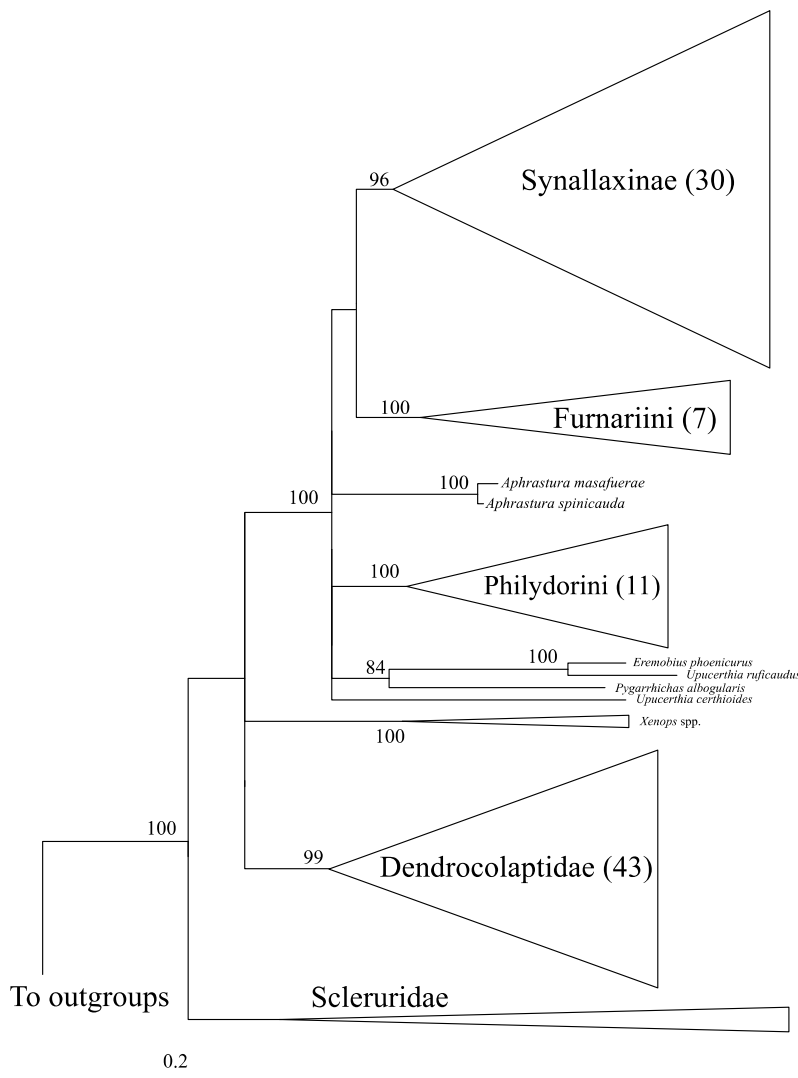 96
Synallaxinae (30)
100
Furnariini (7)
100
Aphrastura masafuerae
100
Aphrastura spinicauda
100
Philydorini (11)
100
Eremobius phoenicurus
84
Upucerthia ruficaudus
Pygarrhichas albogularis
Upucerthia certhioides
Xenops spp.
100
100
99
Dendrocolaptidae (43)
To outgroups
Scleruridae
0.2